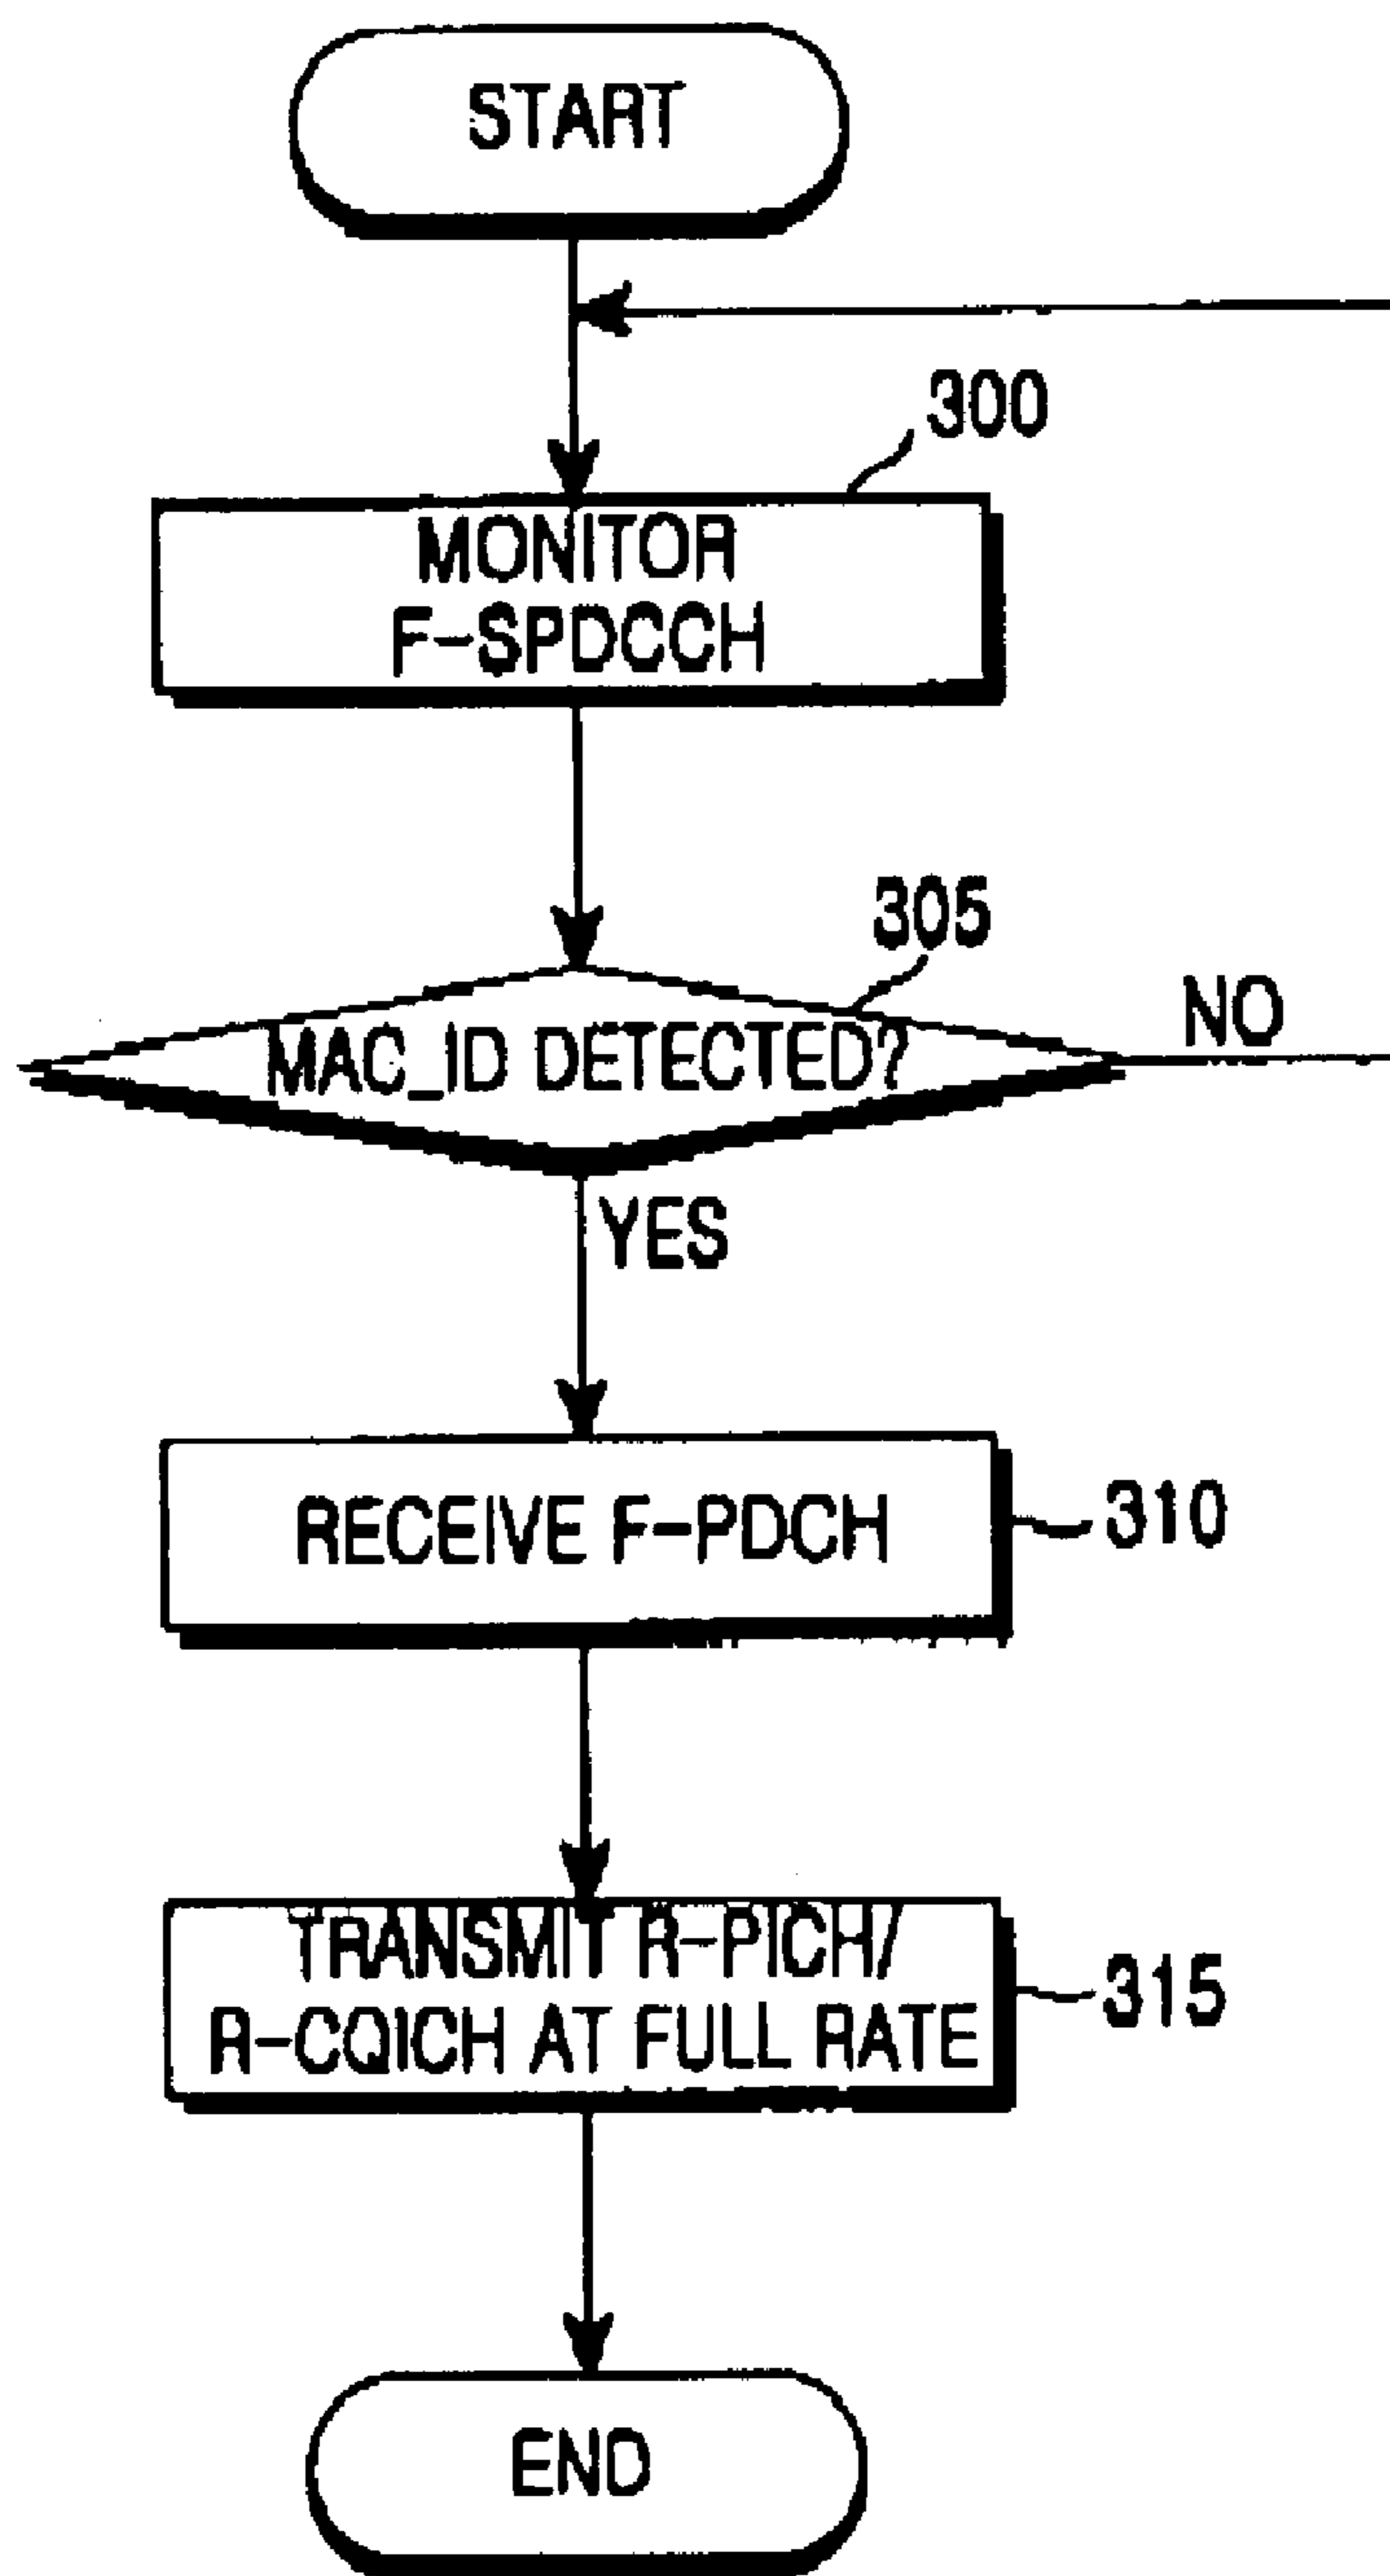 START
300
MONITOR
F-SPDCCH
305
MAC_ID DETECTED?
NO
YES
RECEIVE F-PDCH
310
TRANSMIT R-PICH/
R-CQICH AT FULL RATE
315
END